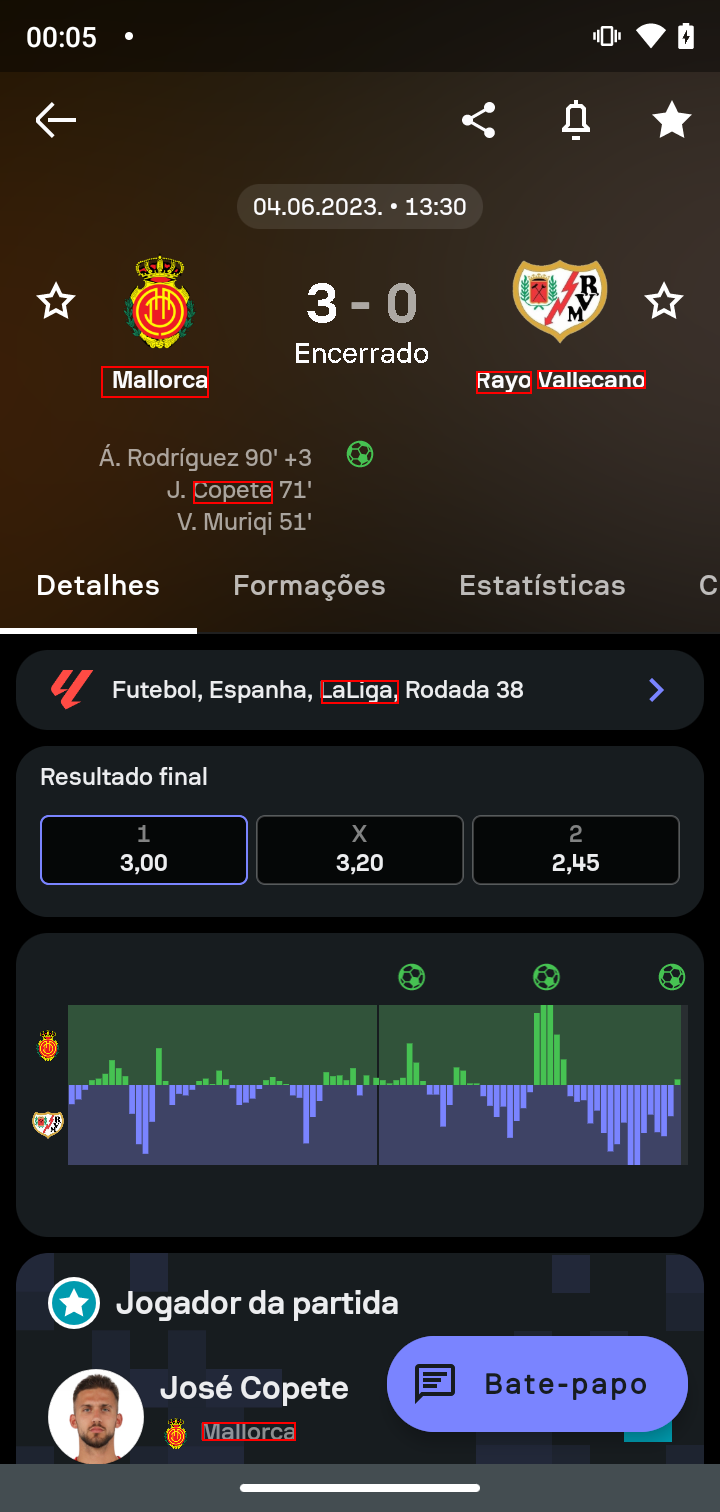 00:05
04.06.2023. • 13:30
3 - 0
Encerrado
Mallorca
Rayo Vallecano
Á. Rodríguez 90' +3
J. Copete 71'
V. Muriqi 51'
Detalhes Formações Estatísticas C
Futebol, Espanha, LaLiga, Rodada 38
Resultado final
1 X 2
3,00 3,20 2,45
Jogador da partida
José Copete
Mallorca
Bate-papo